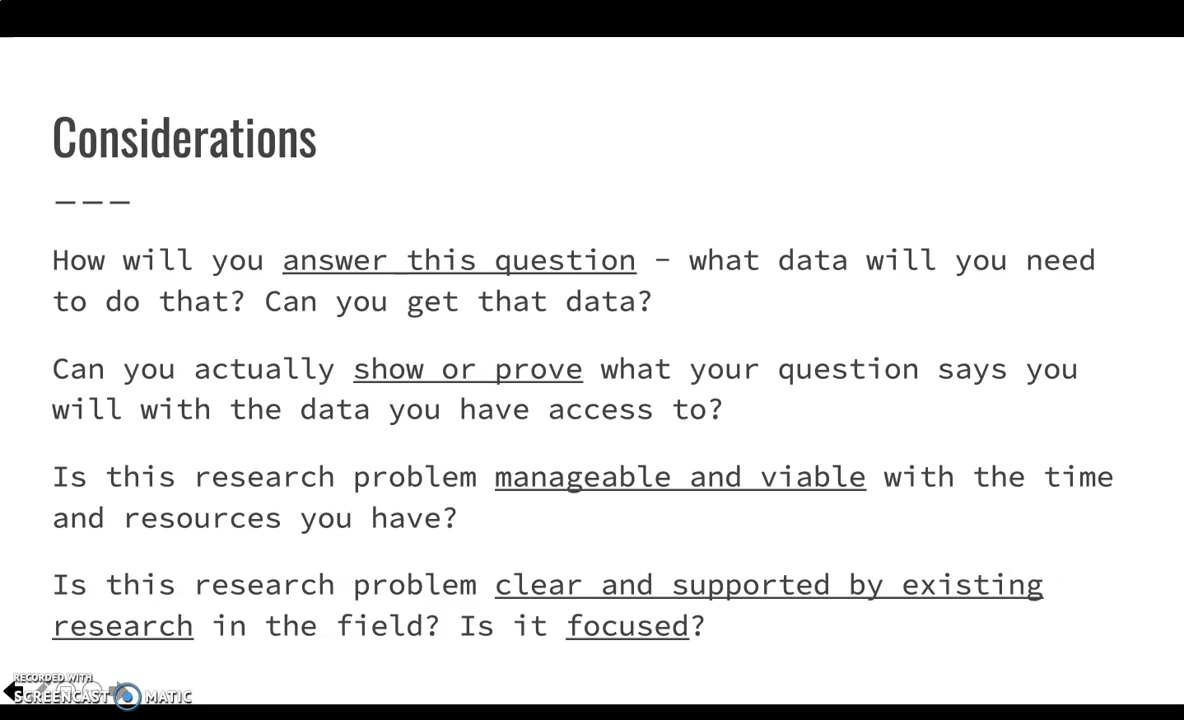 Considerations
———
How will you answer this question – what data will you need
to do that? Can you get that data?
Can you actually show or prove what your question says you
will with the data you have access to?
Is this research problem manageable and viable with the time
and resources you have?
Is this research problem clear and supported by existing
research in the field? Is it focused?
RECORDED WITH
SCREENCAST MATIC